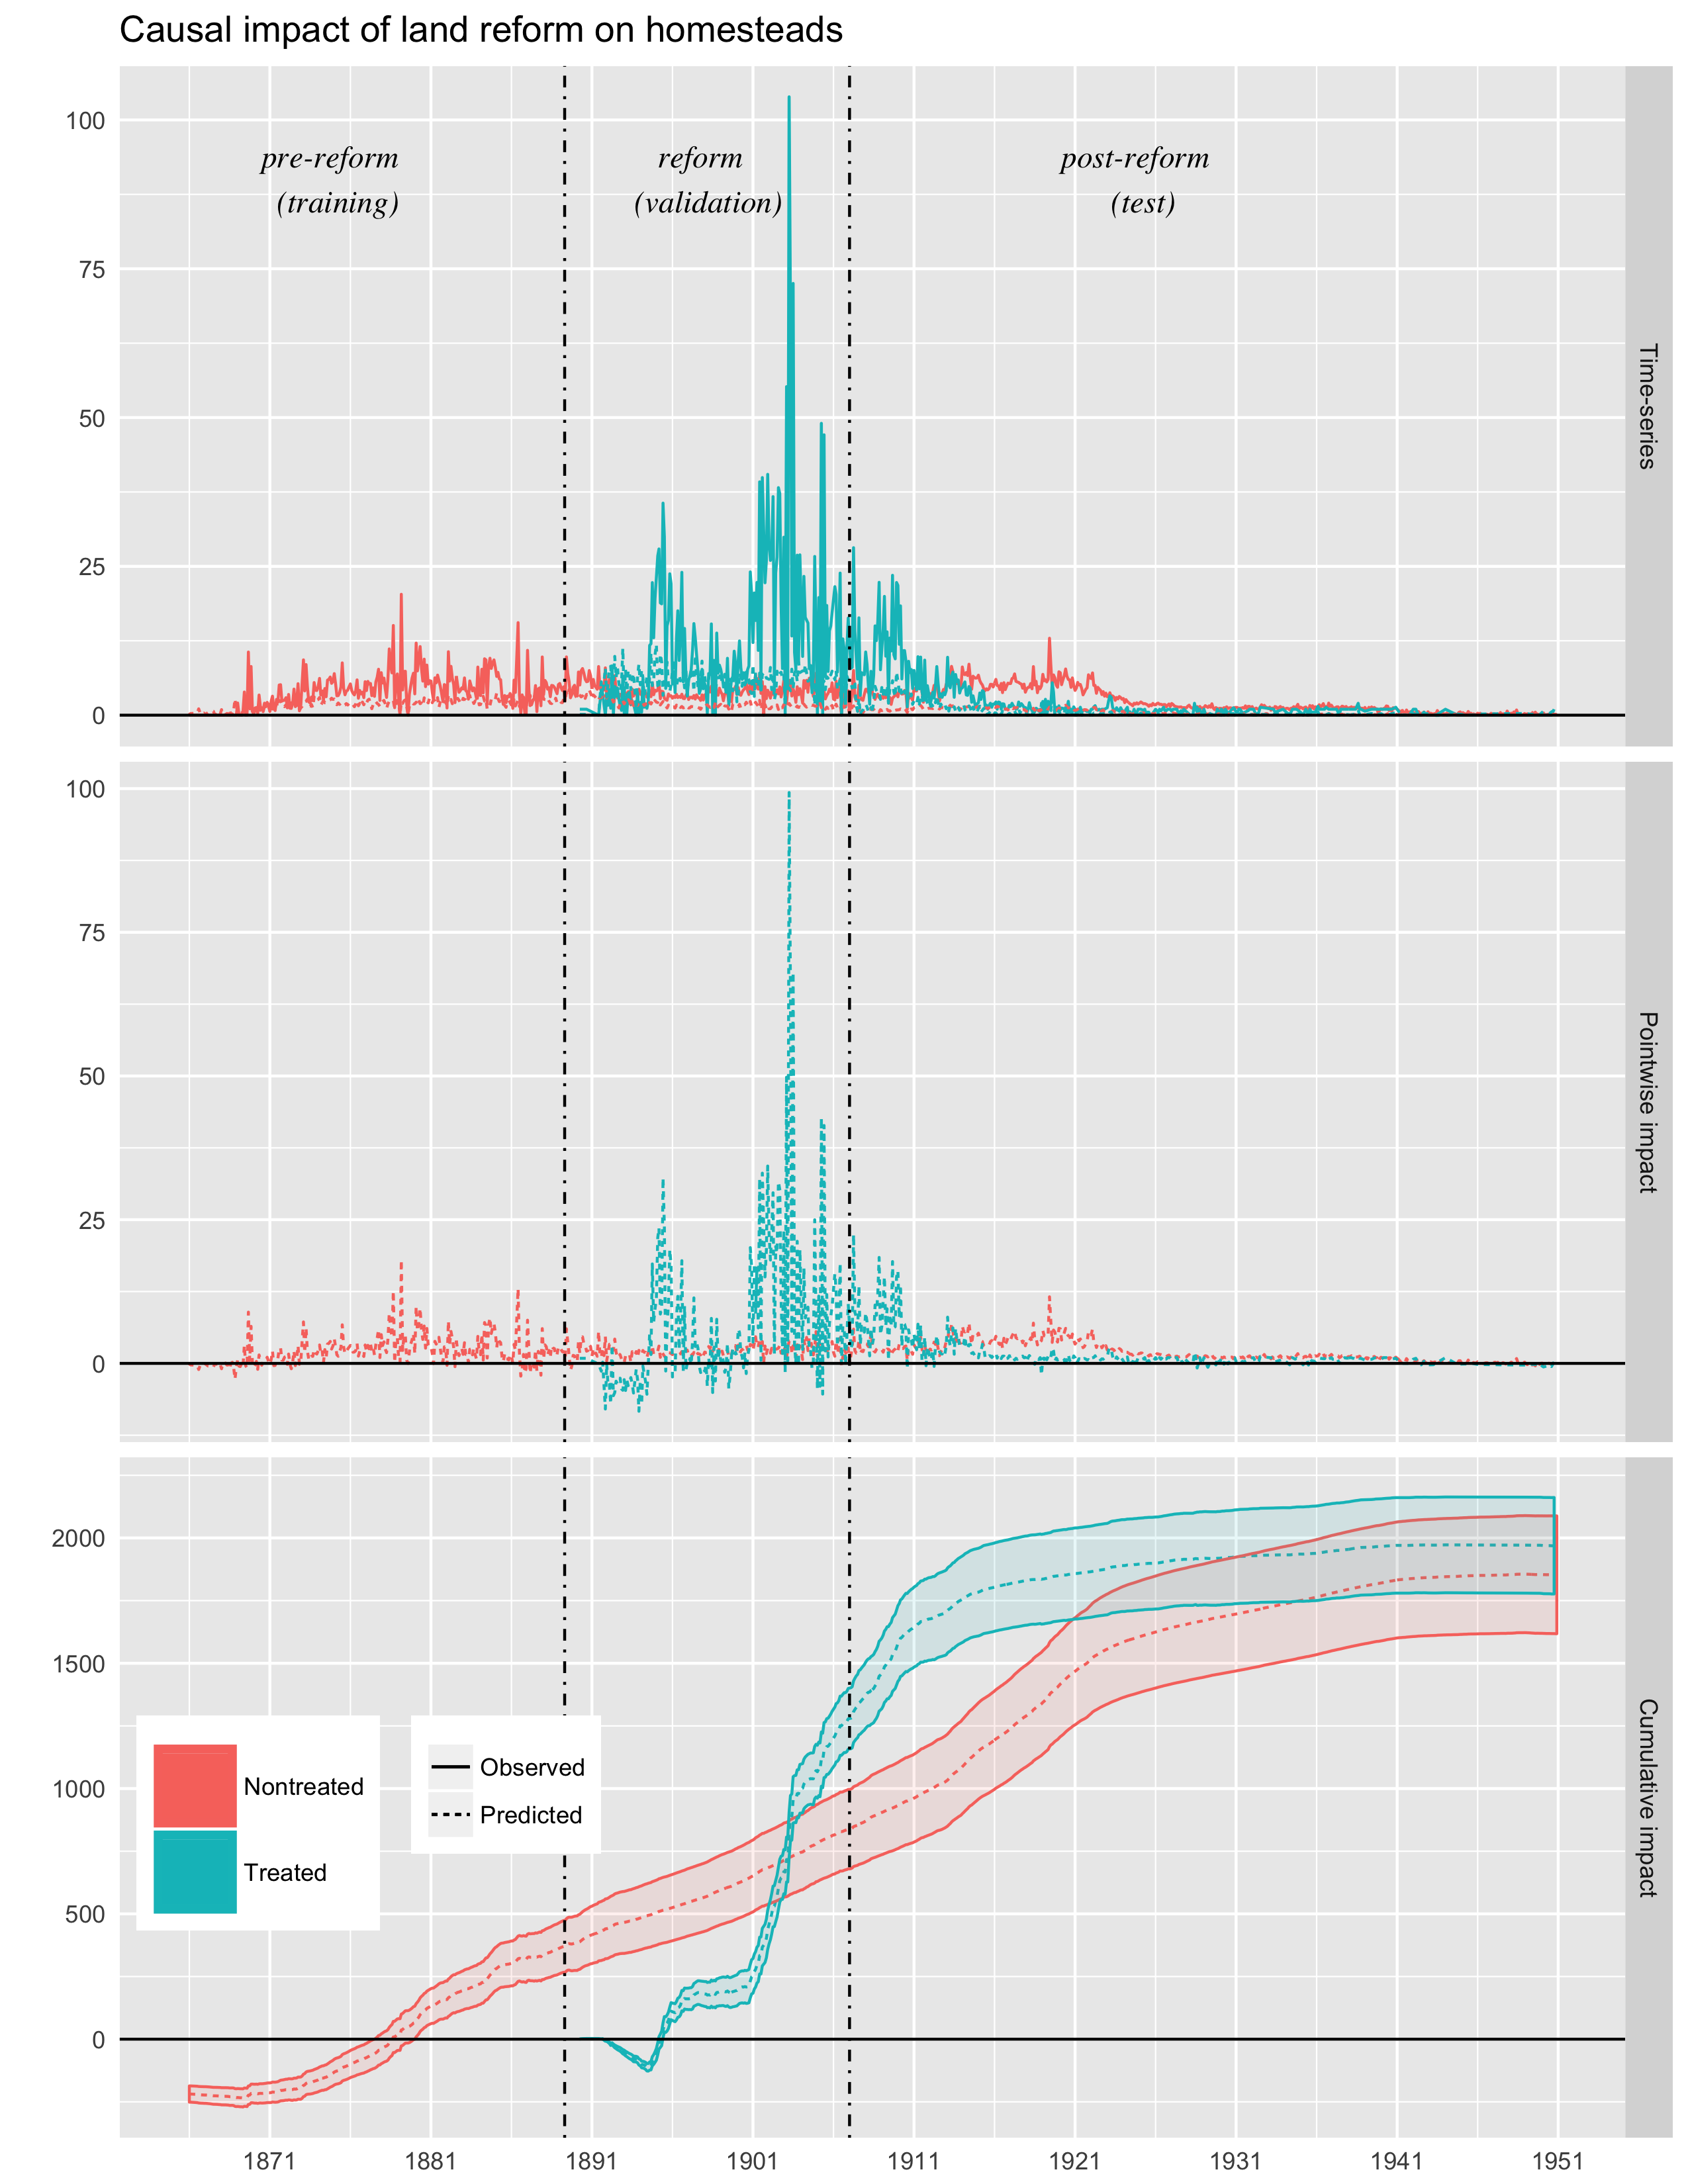 Causal impact of land reform on homesteads
100
75
50
25
0
pre-reform
(training)
reform
(validation)
post-reform
(test)
Time-series
100
75
50
25
0
Pointwise impact
2000
1500
1000
500
0
Nontreated
Treated
Observed
Predicted
Cumulative impact
1871 1881 1891 1901 1911 1921 1931 1941 1951